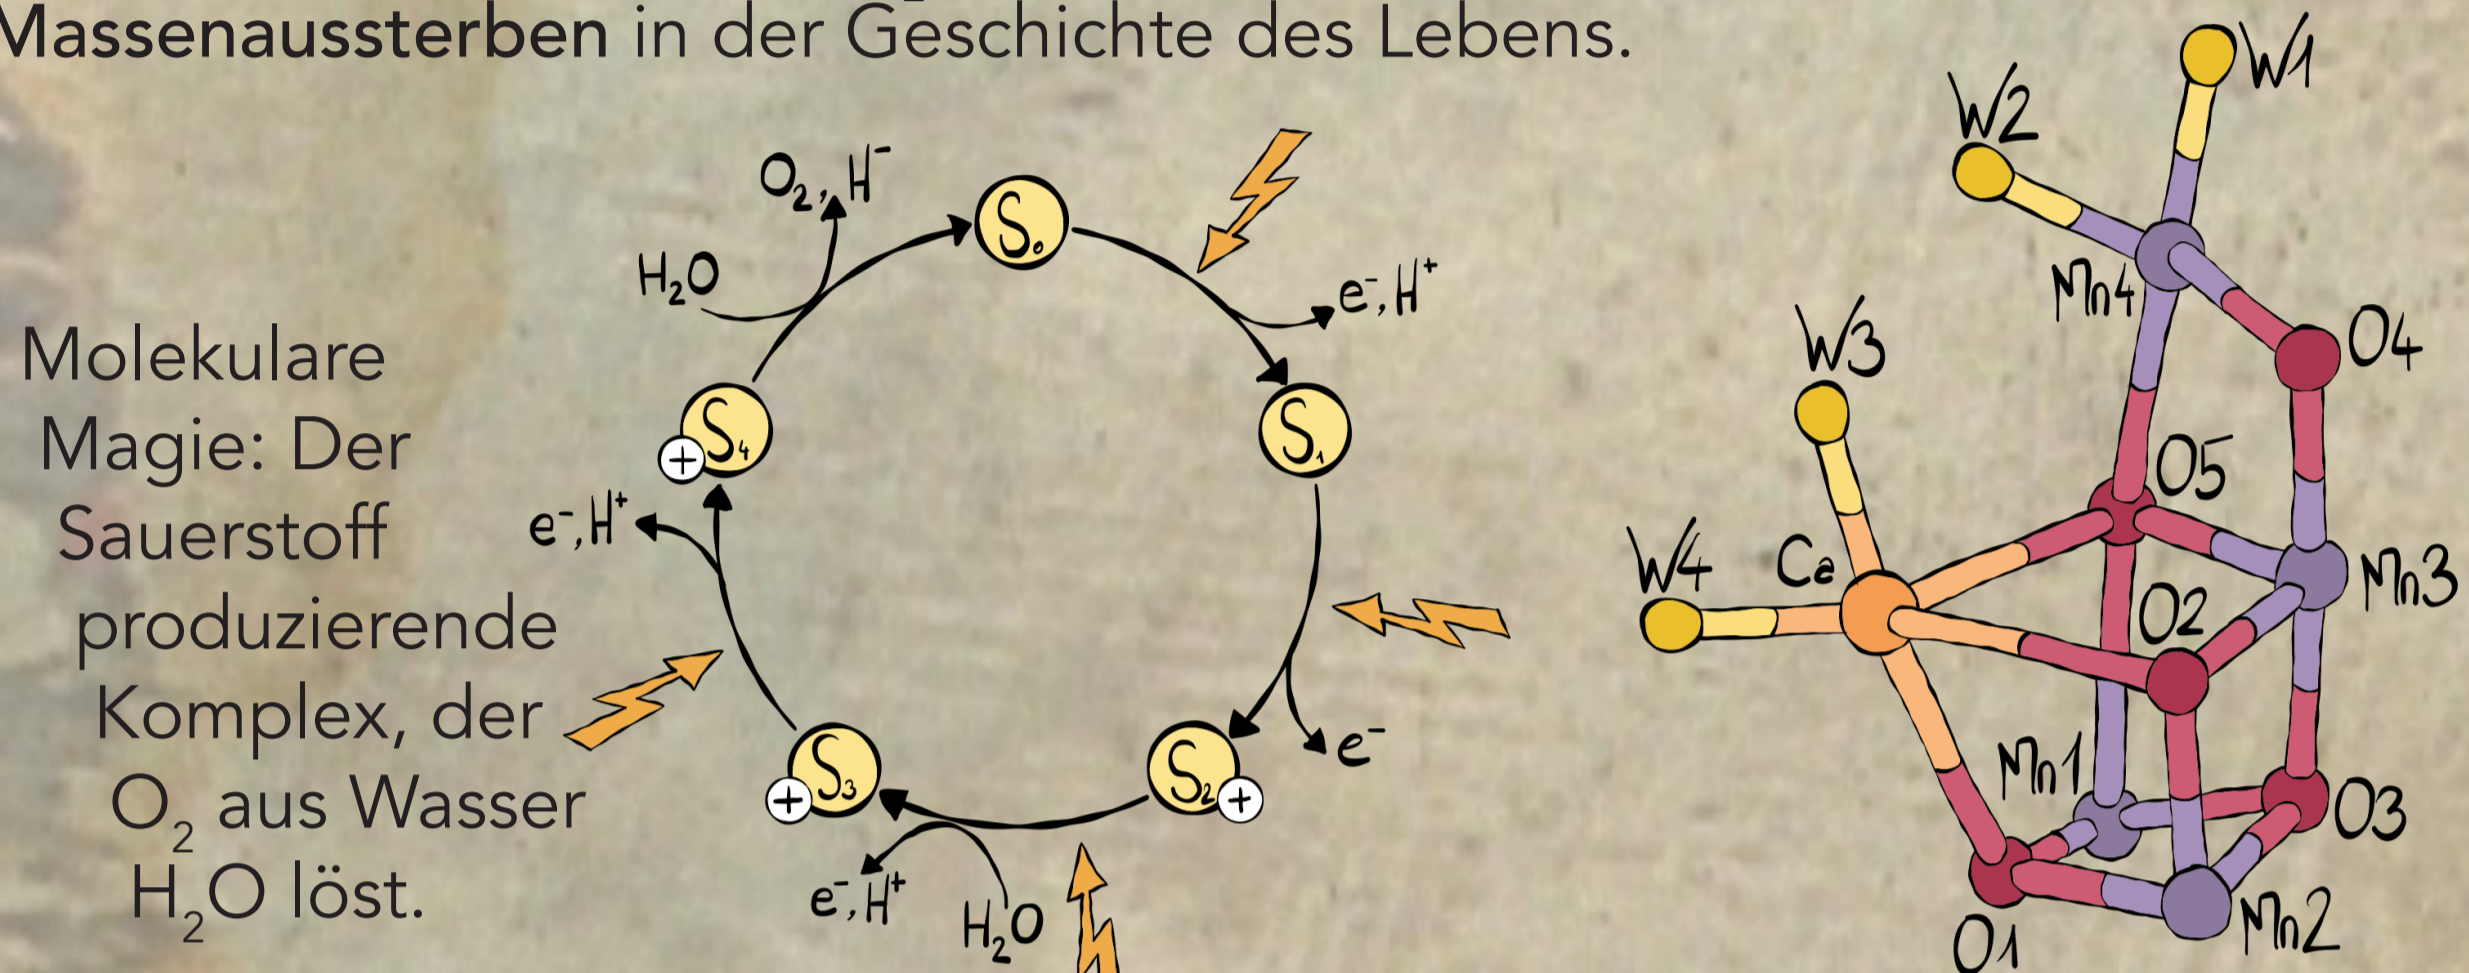 Massenaussterben in der Geschichte des Lebens.
Molekulare
Magie: Der
Sauerstoff
produzierende
Komplex, der
O₂ aus Wasser
H₂O löst.
O₂, H⁻
H₂O
S₀
e⁻, H⁺
S₁
e⁻
S₂ +
H₂O
e⁻, H⁺
S₃ +
e⁻, H⁺
S₄ +
W1
W2
Mn4
O4
W3
O5
W4
Ca
Mn3
O2
Mn1
O3
O1
Mn2